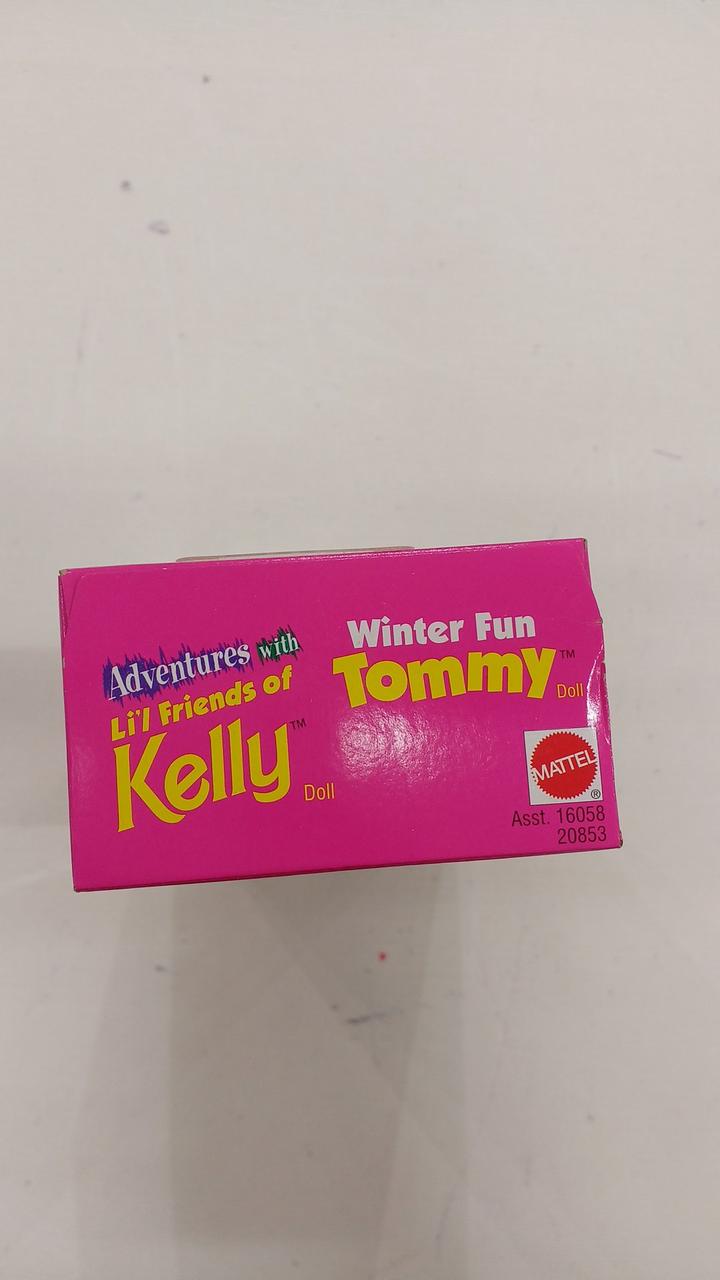 Adventures with
Li'l Friends of
Kelly™ Doll
Winter Fun
Tommy™ Doll
MATTEL®
Asst. 16058
20853